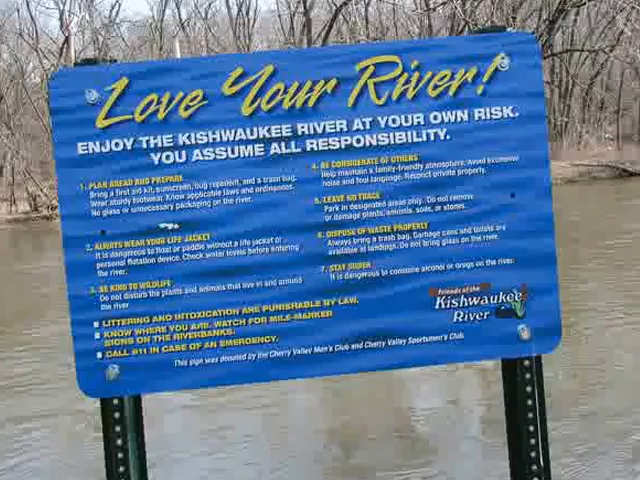 Love Your River!
ENJOY THE KISHWAUKEE RIVER AT YOUR OWN RISK.
YOU ASSUME ALL RESPONSIBILITY.
1. PLAN AHEAD AND PREPARE
Bring a first aid kit, sunscreen, bug repellent, and a trash bag.
Wear sturdy footwear. Know applicable laws and ordinances.
No glass or unnecessary packaging on the river.
2. ALWAYS WEAR YOUR LIFE JACKET
It is dangerous to float or paddle without a life jacket or
personal flotation device. Check water levels before entering
the river.
3. BE KIND TO WILDLIFE
Do not disturb the plants and animals that live in and around
the river
4. BE CONSIDERATE OF OTHERS
Help maintain a family-friendly atmosphere. Avoid excessive
noise and foul language. Respect private property.
5. LEAVE NO TRACE
Park in designated areas only. Do not remove
or damage plants, animals, soils, or stones.
6. DISPOSE OF WASTE PROPERLY
Always bring a trash bag. Garbage cans and toilets are
available at landings. Do not bring glass on the river.
7. STAY SOBER
It is dangerous to consume alcohol or drugs on the river.
LITTERING AND INTOXICATION ARE PUNISHABLE BY LAW.
KNOW WHERE YOU ARE. WATCH FOR MILE-MARKER
SIGNS ON THE RIVERBANKS.
CALL 911 IN CASE OF AN EMERGENCY.
Friends of the
Kishwaukee
River
This sign was donated by the Cherry Valley Men's Club and Cherry Valley Sportsmen's Club.